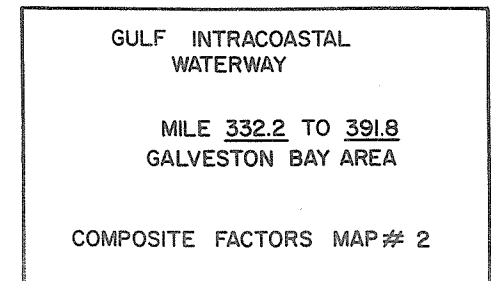 GULF INTRACOASTAL
WATERWAY
MILE 332.2 TO 391.8
GALVESTON BAY AREA
COMPOSITE FACTORS MAP# 2